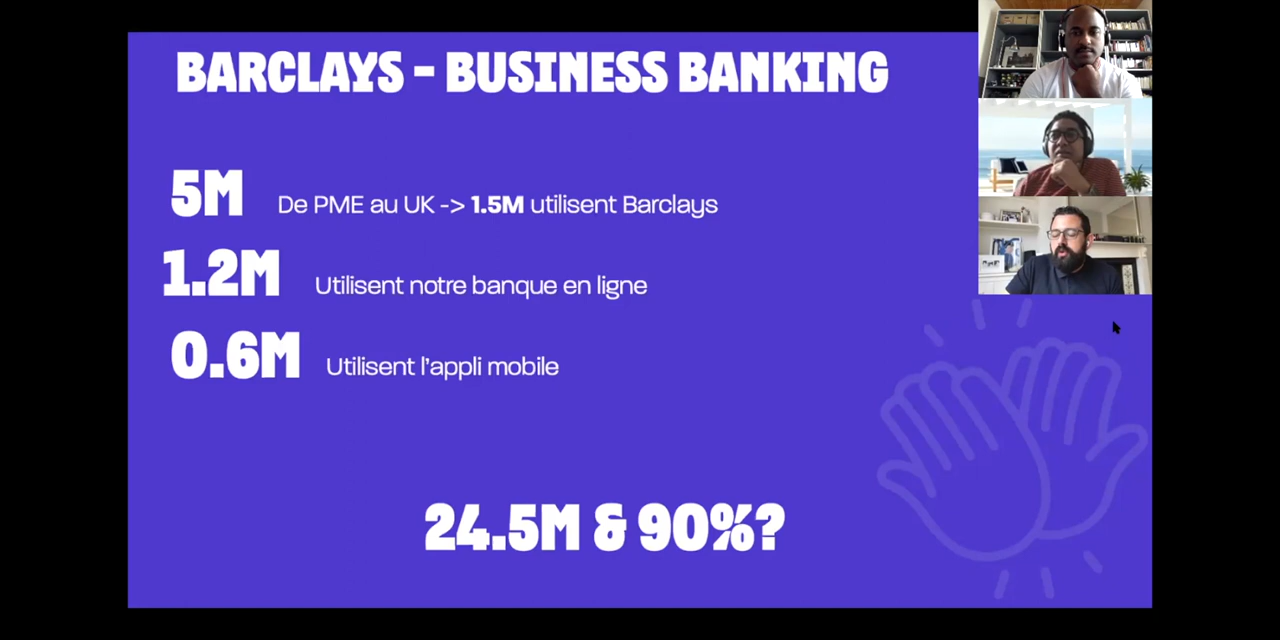 BARCLAYS - BUSINESS BANKING
5M De PME au UK -> 1.5M utilisent Barclays
1.2M Utilisent notre banque en ligne
0.6M Utilisent l'appli mobile
24.5M & 90%?